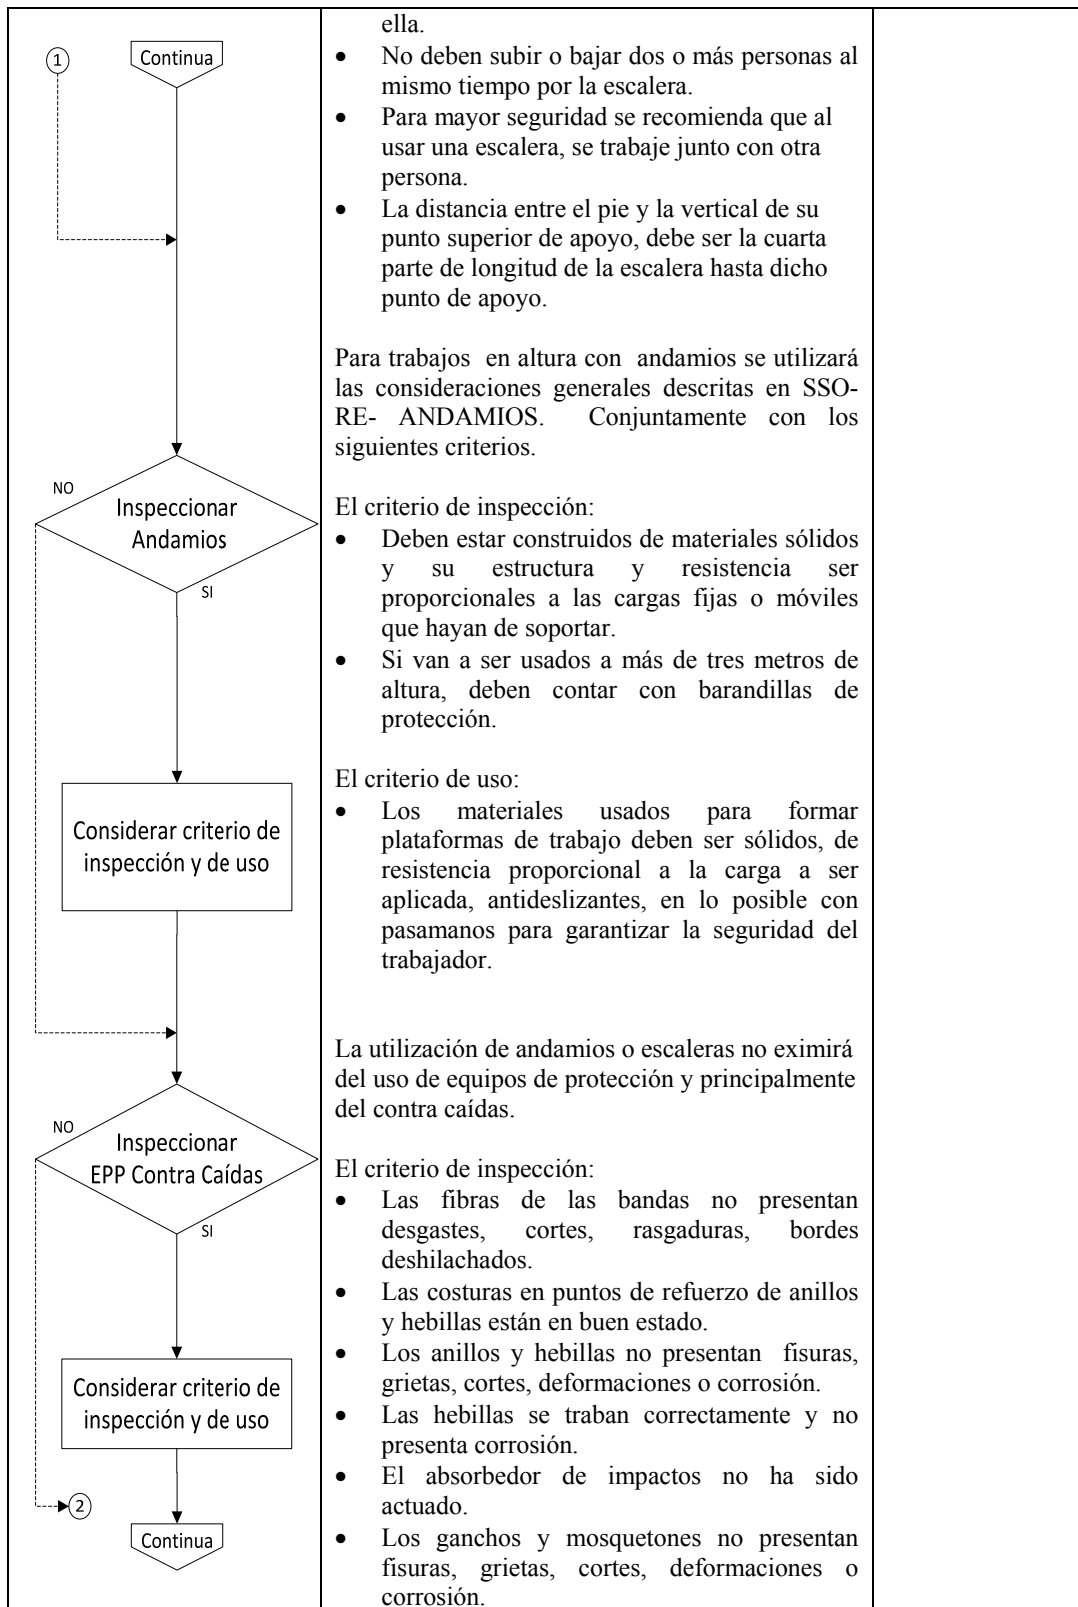 1
Continua
NO
Inspeccionar
Andamios
SI
Considerar criterio de
inspección y de uso
NO
Inspeccionar
EPP Contra Caídas
SI
Considerar criterio de
inspección y de uso
2
Continua
ella.
• No deben subir o bajar dos o más personas al
mismo tiempo por la escalera.
• Para mayor seguridad se recomienda que al
usar una escalera, se trabaje junto con otra
persona.
• La distancia entre el pie y la vertical de su
punto superior de apoyo, debe ser la cuarta
parte de longitud de la escalera hasta dicho
punto de apoyo.
Para trabajos en altura con andamios se utilizará
las consideraciones generales descritas en SSO-
RE- ANDAMIOS. Conjuntamente con los
siguientes criterios.
El criterio de inspección:
• Deben estar construidos de materiales sólidos
y su estructura y resistencia ser
proporcionales a las cargas fijas o móviles
que hayan de soportar.
• Si van a ser usados a más de tres metros de
altura, deben contar con barandillas de
protección.
El criterio de uso:
• Los materiales usados para formar
plataformas de trabajo deben ser sólidos, de
resistencia proporcional a la carga a ser
aplicada, antideslizantes, en lo posible con
pasamanos para garantizar la seguridad del
trabajador.
La utilización de andamios o escaleras no eximirá
del uso de equipos de protección y principalmente
del contra caídas.
El criterio de inspección:
• Las fibras de las bandas no presentan
desgastes, cortes, rasgaduras, bordes
deshilachados.
• Las costuras en puntos de refuerzo de anillos
y hebillas están en buen estado.
• Los anillos y hebillas no presentan fisuras,
grietas, cortes, deformaciones o corrosión.
• Las hebillas se traban correctamente y no
presenta corrosión.
• El absorbedor de impactos no ha sido
actuado.
• Los ganchos y mosquetones no presentan
fisuras, grietas, cortes, deformaciones o
corrosión.